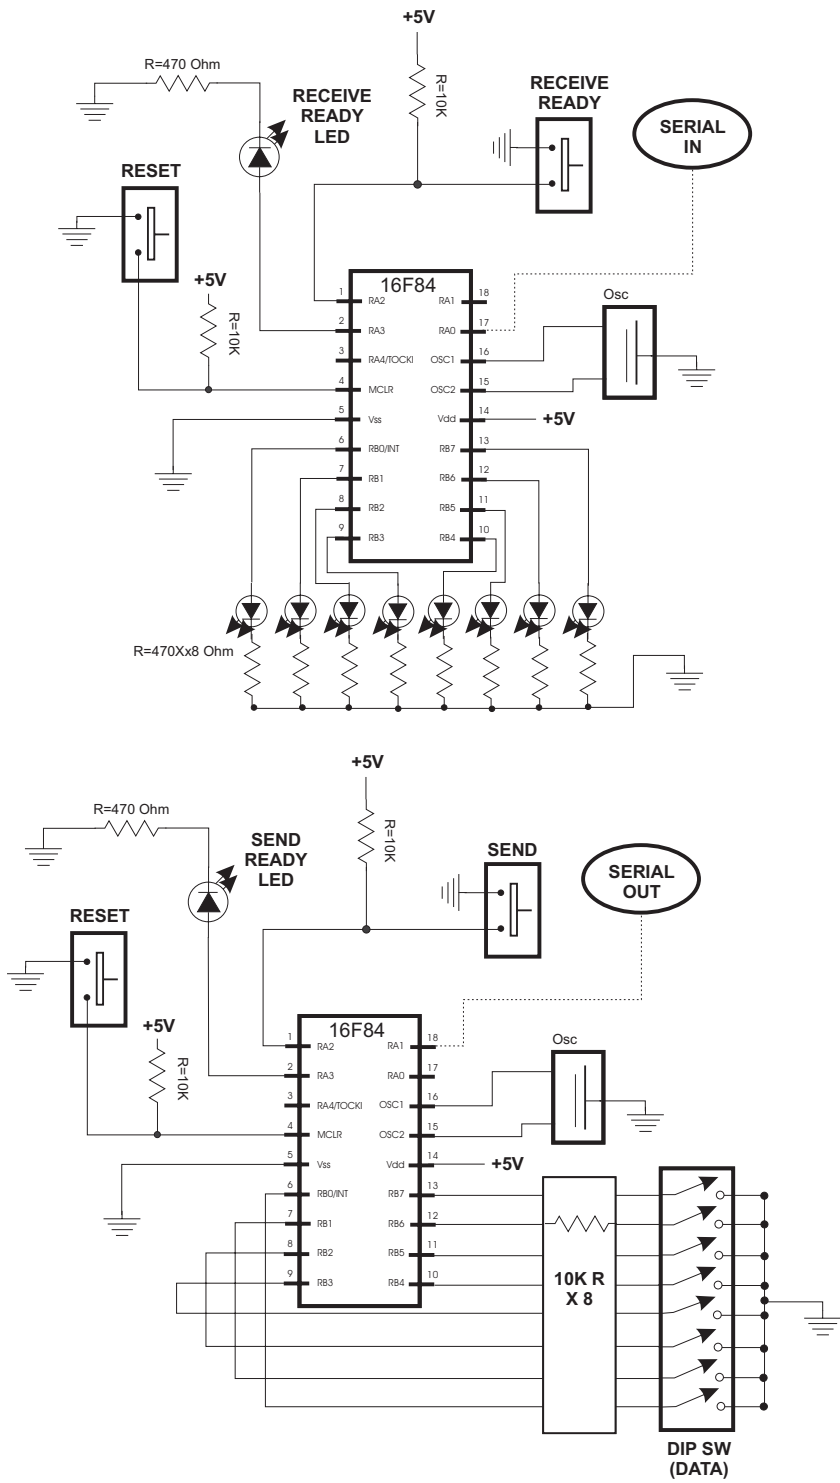 +5V
R=470 Ohm
R=10K
RECEIVE
READY
LED
RECEIVE
READY
SERIAL
IN
RESET
+5V
R=10K
16F84
Osc
1 RA2
RA1 18
2 RA3
RA0 17
3 RA4/TOCKI
OSC1 16
4 MCLR
OSC2 15
5 Vss
Vdd 14
+5V
6 RB0/INT
RB7 13
7 RB1
RB6 12
8 RB2
RB5 11
9 RB3
RB4 10
R=470Xx8 Ohm
+5V
R=470 Ohm
R=10K
SEND
READY
LED
SEND
SERIAL
OUT
RESET
+5V
R=10K
16F84
Osc
1 RA2
RA1 18
2 RA3
RA0 17
3 RA4/TOCKI
OSC1 16
4 MCLR
OSC2 15
5 Vss
Vdd 14
+5V
6 RB0/INT
RB7 13
7 RB1
RB6 12
8 RB2
RB5 11
9 RB3
RB4 10
10K R
X 8
DIP SW
(DATA)